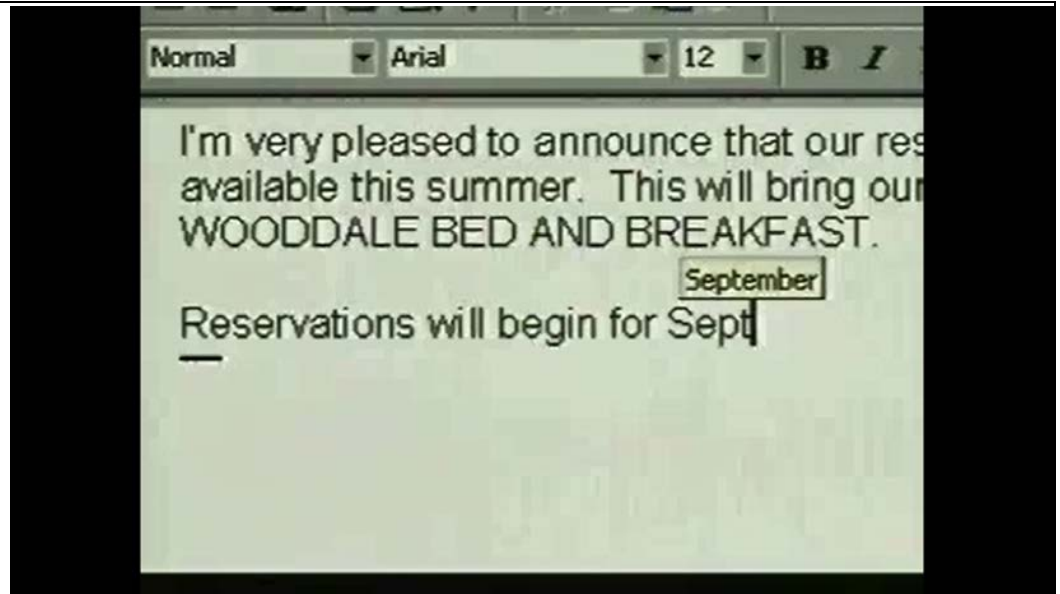 Normal Arial 12 B I
I'm very pleased to announce that our res
available this summer. This will bring our
WOODDALE BED AND BREAKFAST.
September
Reservations will begin for Sept